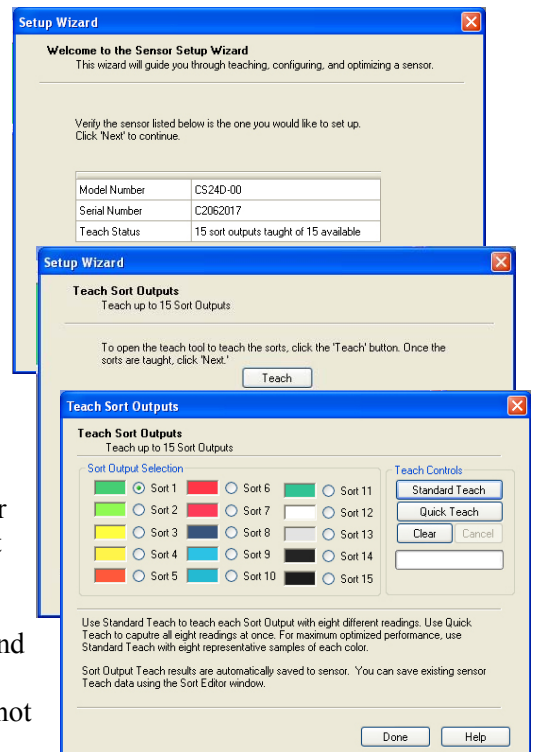 Setup Wizard
Welcome to the Sensor Setup Wizard
This wizard will guide you through teaching, configuring, and optimizing a sensor.
Verify the sensor listed below is the one you would like to set up.
Click 'Next' to continue.
Model Number CS24D-00
Serial Number C2062017
Teach Status 15 sort outputs taught of 15 available
Setup Wizard
Teach Sort Outputs
Teach up to 15 Sort Outputs
To open the teach tool to teach the sorts, click the 'Teach' button. Once the
sorts are taught, click 'Next.'
Teach
Teach Sort Outputs
Teach Sort Outputs
Teach up to 15 Sort Outputs
Sort Output Selection
Sort 1 Sort 6 Sort 11
Sort 2 Sort 7 Sort 12
Sort 3 Sort 8 Sort 13
Sort 4 Sort 9 Sort 14
Sort 5 Sort 10 Sort 15
Teach Controls
Standard Teach
Quick Teach
Clear Cancel
Use Standard Teach to teach each Sort Output with eight different readings. Use Quick
Teach to caputre all eight readings at once. For maximum optimized performance, use
Standard Teach with eight representative samples of each color.
Sort Output Teach results are automatically saved to sensor. You can save existing sensor
Teach data using the Sort Editor window.
Done Help
not